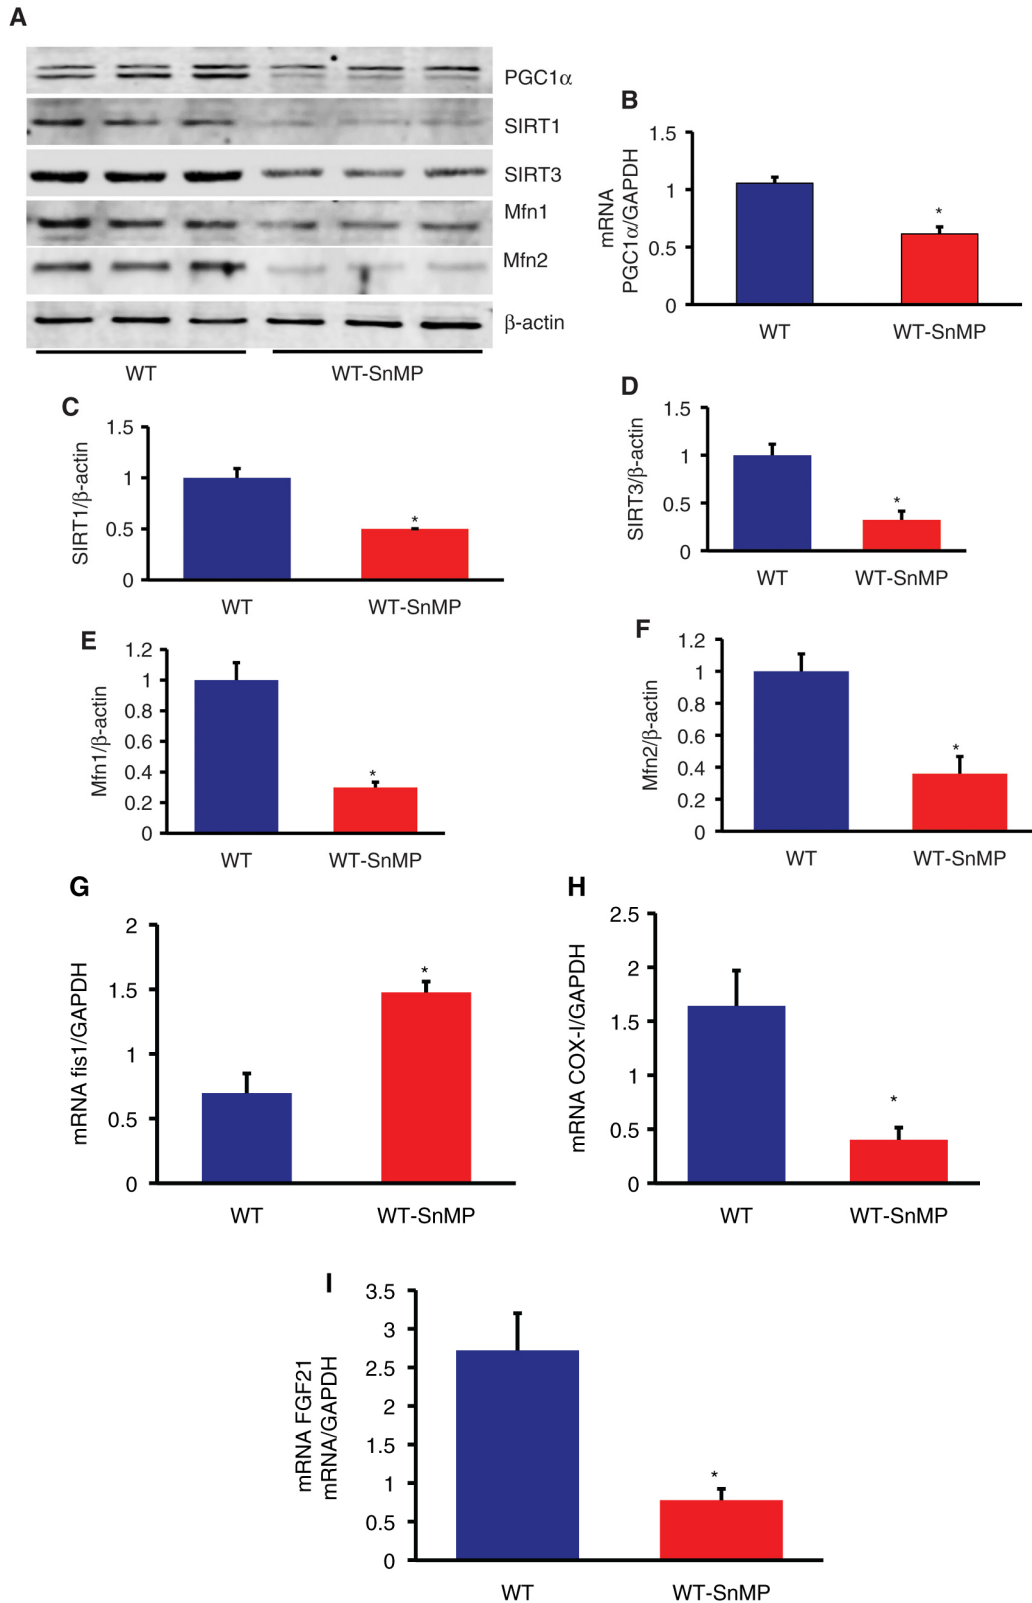 A
PGC1α
SIRT1
SIRT3
Mfn1
Mfn2
β-actin
WT WT-SnMP
B
mRNA
PGC1α/GAPDH
1.5
1
0.5
0
*
WT WT-SnMP
C
SIRT1/β-actin
1.5
1
0.5
0
*
WT WT-SnMP
D
SIRT3/β-actin
1.5
1
0.5
0
*
WT WT-SnMP
E
Mfn1/β-actin
1.2
1
0.8
0.6
0.4
0.2
0
*
WT WT-SnMP
F
Mfn2/β-actin
1.2
1
0.8
0.6
0.4
0.2
0
*
WT WT-SnMP
G
mRNA fis1/GAPDH
2
1.5
1
0.5
0
*
WT WT-SnMP
H
mRNA COX-I/GAPDH
2.5
2
1.5
1
0.5
0
*
WT WT-SnMP
I
mRNA FGF21
mRNA/GAPDH
3.5
3
2.5
2
1.5
1
0.5
0
*
WT WT-SnMP